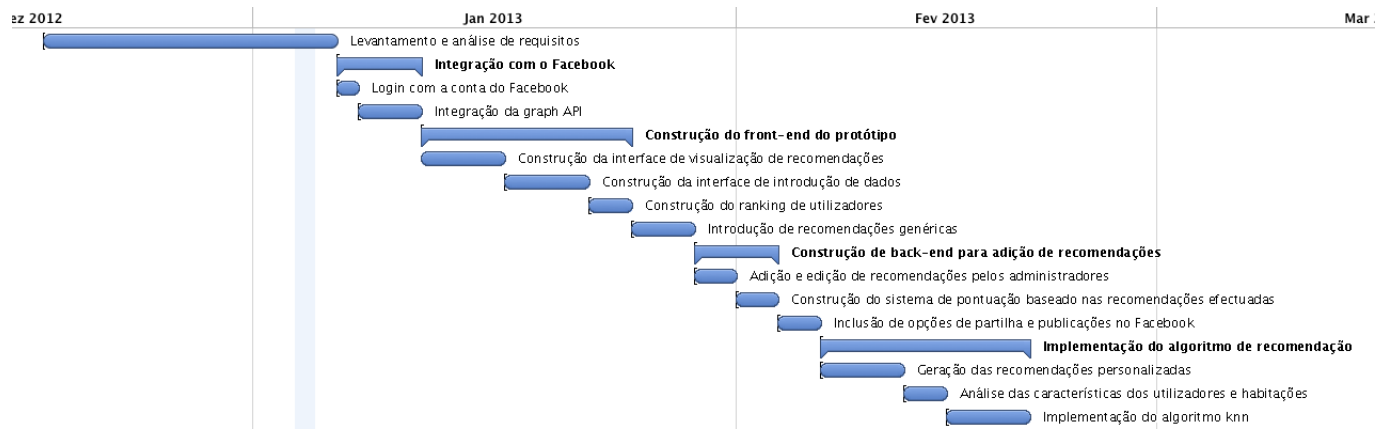 ez 2012 Jan 2013 Fev 2013 Mar
Levantamento e análise de requisitos
Integração com o Facebook
Login com a conta do Facebook
Integração da graph API
Construção do front-end do protótipo
Construção da interface de visualização de recomendações
Construção da interface de introdução de dados
Construção do ranking de utilizadores
Introdução de recomendações genéricas
Construção de back-end para adição de recomendações
Adição e edição de recomendações pelos administradores
Construção do sistema de pontuação baseado nas recomendações efectuadas
Inclusão de opções de partilha e publicações no Facebook
Implementação do algoritmo de recomendação
Geração das recomendações personalizadas
Análise das características dos utilizadores e habitações
Implementação do algoritmo knn